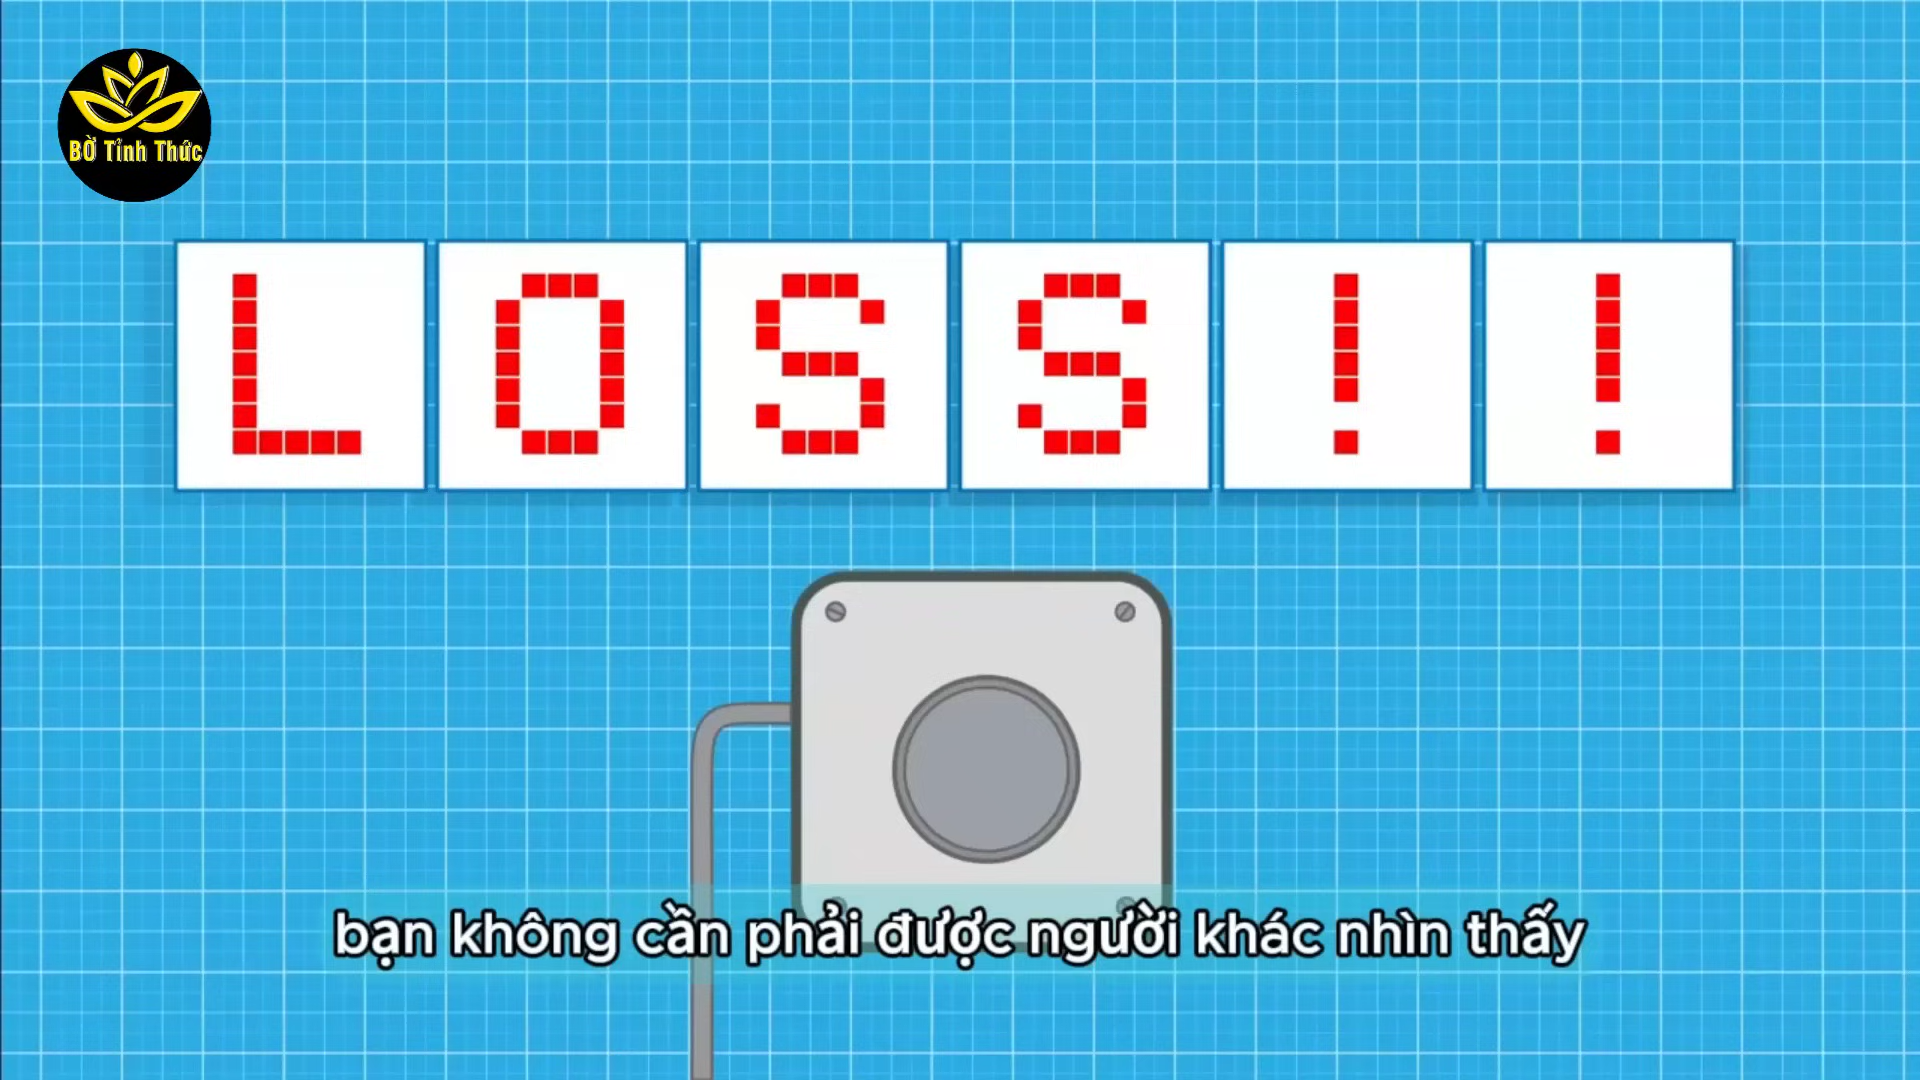 BỜ Tỉnh Thức
LOSS!!
bạn không cần phải được người khác nhìn thấy